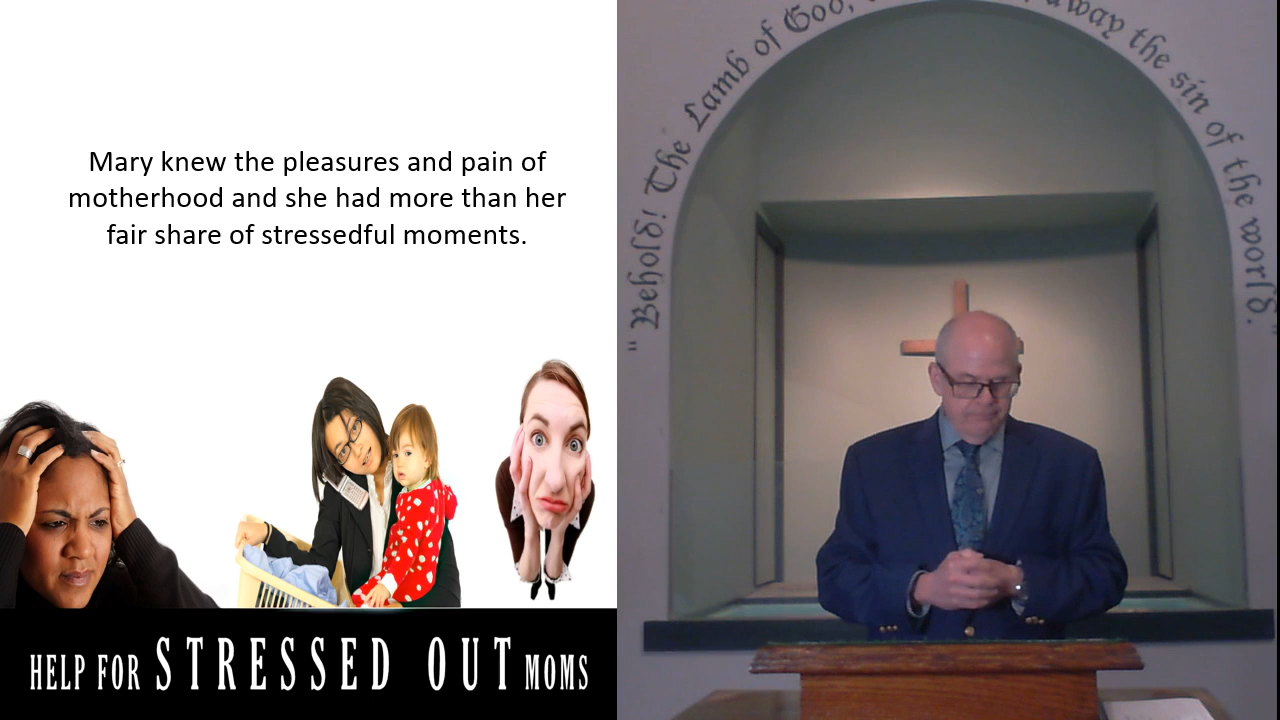 Mary knew the pleasures and pain of
motherhood and she had more than her
fair share of stressedful moments.
HELP FOR STRESSED OUT MOMS
"Behold! The Lamb of God, away the sin of the world."